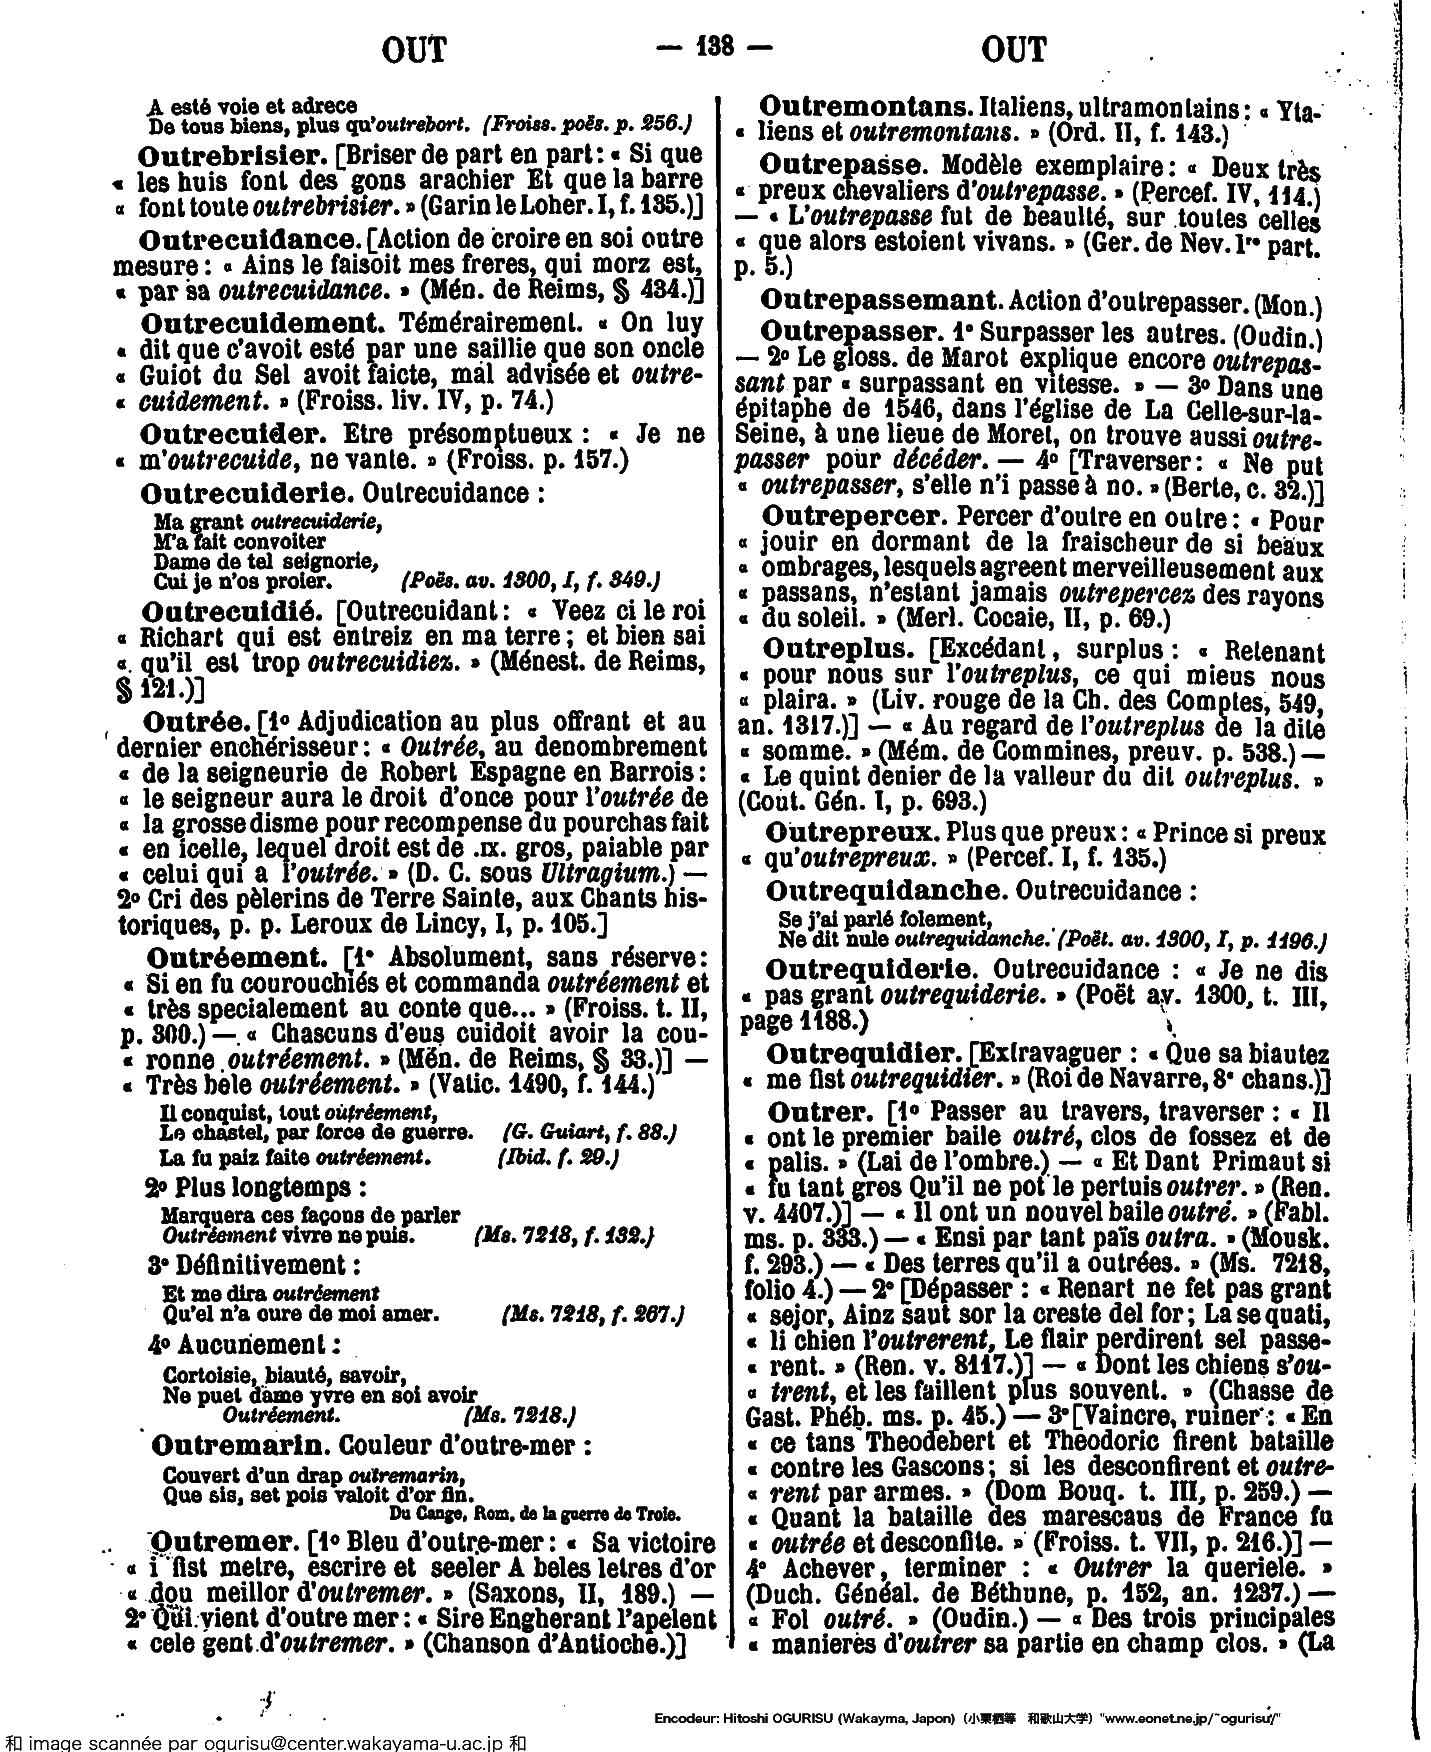 OUT — 138 — OUT
A esté voie et adrece
De tous biens, plus qu'outrebort. (Froiss. poës. p. 256.)
Outrebrisier. [Briser de part en part : « Si que
« les huis font des gons arachier Et que la barre
« font toute outrebrisier. » (Garin le Loher. I, f. 135.)]
Outrecuidance. [Action de croire en soi outre
mesure : « Ains le faisoit mes freres, qui morz est,
« par sa outrecuidance. » (Mén. de Reims, § 434.)]
Outrecuidement. Témérairement. « On luy
« dit que c'avoit esté par une saillie que son oncle
« Guiot du Sel avoit faicte, mal advisée et outre-
« cuidement. » (Froiss. liv. IV, p. 74.)
Outrecuider. Etre présomptueux : « Je ne
« m'outrecuide, ne vante. » (Froiss. p. 157.)
Outrecuiderie. Outrecuidance :
Ma grant outrecuiderie,
M'a fait convoiter
Dame de tel seignorie,
Cui je n'os proier. (Poës. av. 1300, I, f. 349.)
Outrecuidié. [Outrecuidant : « Veez ci le roi
« Richart qui est entreiz en ma terre ; et bien sai
« qu'il est trop outrecuidiez. » (Ménest. de Reims,
§ 121.)]
Outrée. [1º Adjudication au plus offrant et au
dernier enchérisseur : « Outrée, au denombrement
« de la seigneurie de Robert Espagne en Barrois :
« le seigneur aura le droit d'once pour l'outrée de
« la grosse disme pour recompense du pourchas fait
« en icelle, lequel droit est de .IX. gros, paiable par
« celui qui a l'outrée. » (D. C. sous Ultragium.) —
2º Cri des pèlerins de Terre Sainte, aux Chants his-
toriques, p. p. Leroux de Lincy, I, p. 105.]
Outréement. [1º Absolument, sans réserve :
« Si en fu courouchiés et commanda outréement et
« très specialement au conte que... » (Froiss. t. II,
p. 300.) — « Chascuns d'eus cuidoit avoir la cou-
« ronne outréement. » (Mén. de Reims, § 33.)] —
« Très bele outréement. » (Vatic. 1490, f. 144.)
Il conquist, tout outréement,
Le chastel, par force de guerre. (G. Guiart, f. 88.)
La fu paiz faite outréement. (Ibid. f. 29.)
2º Plus longtemps :
Marquera ces façons de parler
Outréement vivre ne puis. (Ms. 7218, f. 132.)
3º Définitivement :
Et me dira outréement
Qu'el n'a oure de moi amer. (Ms. 7218, f. 267.)
4º Aucunement :
Cortoisie, biauté, savoir,
Ne puet dame yvre en soi avoir
Outréement. (Ms. 7218.)
Outremarin. Couleur d'outre-mer :
Couvert d'un drap outremarin,
Que sis, set pois valoit d'or fin.
Du Cange, Rom. de la guerre de Troie.
Outremer. [1º Bleu d'outre-mer : « Sa victoire
« i fist metre, escrire et seeler A beles letres d'or
« dou meillor d'outremer. » (Saxons, II, 189.) —
2º Qui vient d'outre mer : « Sire Engherant l'apelent
« cele gent d'outremer. » (Chanson d'Antioche.)]
Outremontans. Italiens, ultramontains : « Yta-
« liens et outremontans. » (Ord. II, f. 143.)
Outrepasse. Modèle exemplaire : « Deux très
« preux chevaliers d'outrepasse. » (Percef. IV, 114.)
— « L'outrepasse fut de beaulté, sur toutes celles
« que alors estoient vivans. » (Ger. de Nev. 1re part.
p. 5.)
Outrepassemant. Action d'outrepasser. (Mon.)
Outrepasser. 1º Surpasser les autres. (Oudin.)
— 2º Le gloss. de Marot explique encore outrepas-
sant par « surpassant en vitesse. » — 3º Dans une
épitaphe de 1546, dans l'église de La Celle-sur-la-
Seine, à une lieue de Moret, on trouve aussi outre-
passer pour décéder. — 4º [Traverser : « Ne put
« outrepasser, s'elle n'i passe à no. » (Berte, c. 32.)]
Outrepercer. Percer d'outre en outre : « Pour
« jouir en dormant de la fraischeur de si beaux
« ombrages, lesquels agreent merveilleusement aux
« passans, n'estant jamais outrepercez des rayons
« du soleil. » (Merl. Cocaie, II, p. 69.)
Outreplus. [Excédant, surplus : « Retenant
« pour nous sur l'outreplus, ce qui mieus nous
« plaira. » (Liv. rouge de la Ch. des Comptes, 549,
an. 1317.)] — « Au regard de l'outreplus de la dite
« somme. » (Mém. de Commines, preuv. p. 538.) —
« Le quint denier de la valleur du dit outreplus. »
(Cout. Gén. I, p. 693.)
Outrepreux. Plus que preux : « Prince si preux
« qu'outrepreux. » (Percef. I, f. 135.)
Outrequidanche. Outrecuidance :
Se j'ai parlé folement,
Ne dit nule outrequidanche. (Poët. av. 1300, I, p. 1196.)
Outrequiderie. Outrecuidance : « Je ne dis
« pas grant outrequiderie. » (Poët av. 1300, t. III,
page 1188.)
Outrequidier. [Extravaguer : « Que sa biautez
« me fist outrequidier. » (Roi de Navarre, 8e chans.)]
Outrer. [1º Passer au travers, traverser : « Il
« ont le premier baile outré, clos de fossez et de
« palis. » (Lai de l'ombre.) — « Et Dant Primaut si
« fu tant gros Qu'il ne pot le pertuis outrer. » (Ren.
v. 4407.)] — « Il ont un nouvel baile outré. » (Fabl.
ms. p. 333.) — « Ensi par tant païs outra. » (Mousk.
f. 293.) — « Des terres qu'il a outrées. » (Ms. 7218,
folio 4.) — 2º [Dépasser : « Renart ne fet pas grant
« sejor, Ainz saut sor la creste del for ; La se quati,
« li chien l'outrerent, Le flair perdirent sel passe-
« rent. » (Ren. v. 8117.)] — « Dont les chiens s'ou-
« trent, et les faillent plus souvent. » (Chasse de
Gast. Phéb. ms. p. 45.) — 3º [Vaincre, ruiner : « En
« ce tans Theodebert et Theodoric firent bataille
« contre les Gascons ; si les desconfirent et outre-
« rent par armes. » (Dom Bouq. t. III, p. 259.) —
« Quant la bataille des marescaus de France fu
« outrée et desconfite. » (Froiss. t. VII, p. 216.)] —
4º Achever, terminer : « Outrer la queriele. »
(Duch. Généal. de Béthune, p. 152, an. 1237.) —
« Fol outré. » (Oudin.) — « Des trois principales
« manieres d'outrer sa partie en champ clos. » (La
Encodeur: Hitoshi OGURISU (Wakayma, Japon) (小栗栖等 和歌山大学) "www.eonet.ne.jp/~ogurisu/"
和 image scannée par ogurisu@center.wakayama-u.ac.jp 和